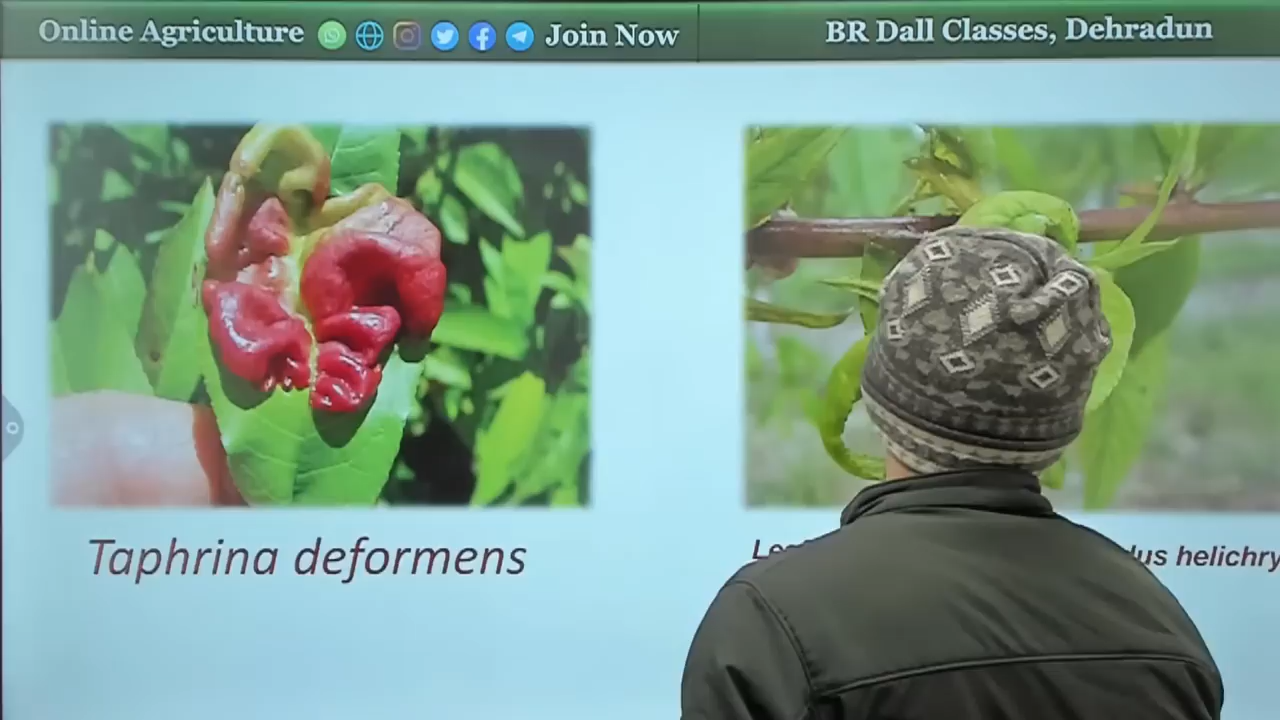 Online Agriculture Join Now
BR Dall Classes, Dehradun
Taphrina deformens